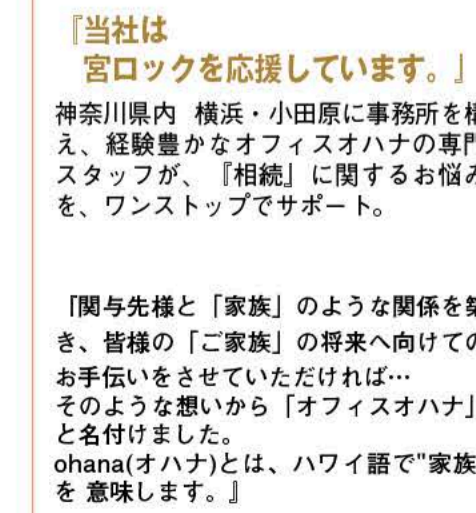 『当社は
宮ロックを応援しています。』
神奈川県内 横浜・小田原に事務所を構
え、経験豊かなオフィスオハナの専門
スタッフが、『相続』に関するお悩み
を、ワンストップでサポート。
『関与先様と「家族」のような関係を築
き、皆様の「ご家族」の将来へ向けての
お手伝いをさせていただければ…
そのような想いから「オフィスオハナ」
と名付けました。
ohana(オハナ)とは、ハワイ語で"家族
を 意味します。』